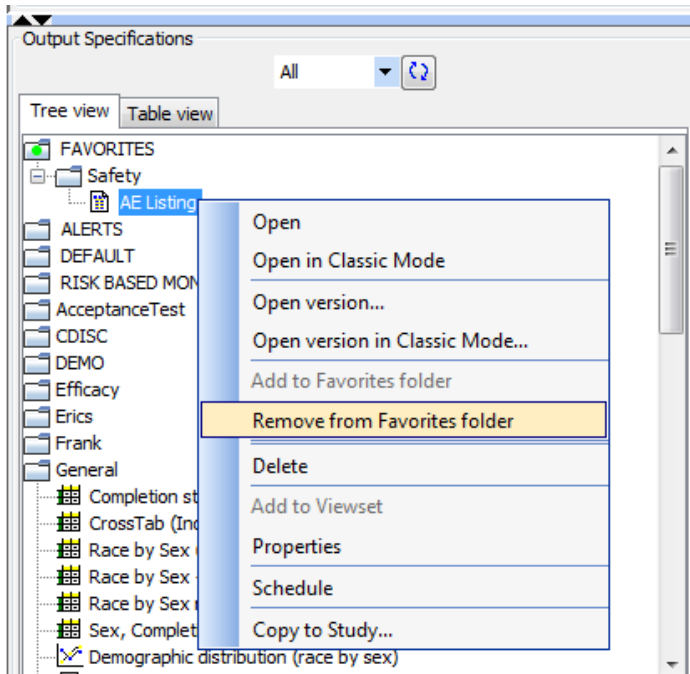 Output Specifications
All
Tree view Table view
FAVORITES
Safety
AE Listing
ALERTS
DEFAULT
RISK BASED MON
AcceptanceTest
CDISC
DEMO
Efficacy
Erics
Frank
General
Completion st
CrossTab (Inc
Race by Sex
Race by Sex
Race by Sex
Sex, Complet
Demographic distribution (race by sex)
Open
Open in Classic Mode
Open version...
Open version in Classic Mode...
Add to Favorites folder
Remove from Favorites folder
Delete
Add to Viewset
Properties
Schedule
Copy to Study...